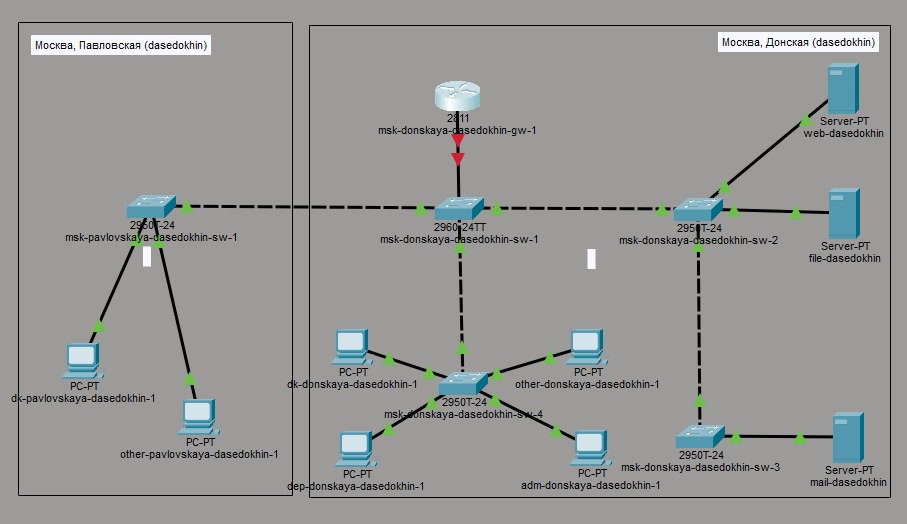 Москва, Павловская (dasedokhin)
Москва, Донская (dasedokhin)
2811
msk-donskaya-dasedokhin-gw-1
Server-PT
web-dasedokhin
2950T-24
msk-pavlovskaya-dasedokhin-sw-1
2960-24TT
msk-donskaya-dasedokhin-sw-1
2950T-24
msk-donskaya-dasedokhin-sw-2
Server-PT
file-dasedokhin
PC-PT
dk-pavlovskaya-dasedokhin-1
PC-PT
other-pavlovskaya-dasedokhin-1
PC-PT
dk-donskaya-dasedokhin-1
PC-PT
other-donskaya-dasedokhin-1
2950T-24
msk-donskaya-dasedokhin-sw-4
PC-PT
dep-donskaya-dasedokhin-1
PC-PT
adm-donskaya-dasedokhin-1
2950T-24
msk-donskaya-dasedokhin-sw-3
Server-PT
mail-dasedokhin